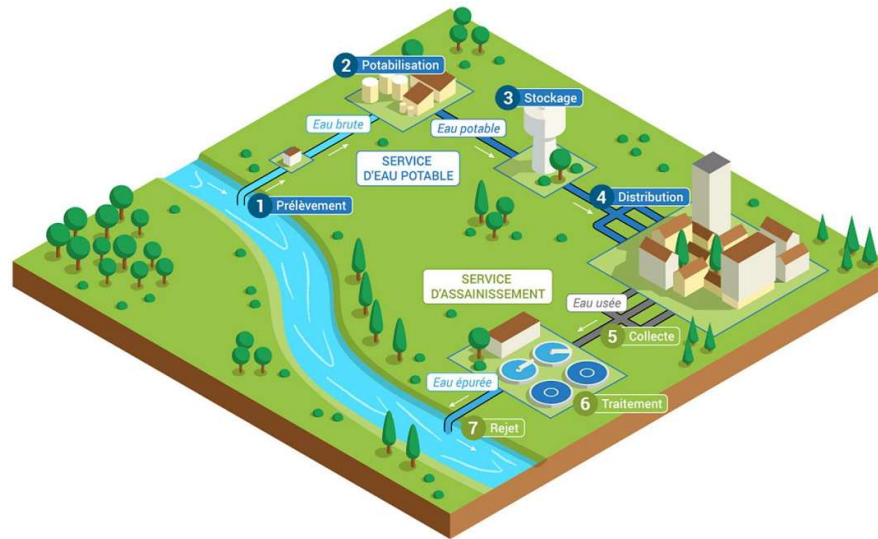 2 Potabilisation
3 Stockage
Eau brute
Eau potable
SERVICE
D'EAU POTABLE
1 Prélèvement
4 Distribution
SERVICE
D'ASSAINISSEMENT
Eau usée
5 Collecte
Eau épurée
6 Traitement
7 Rejet